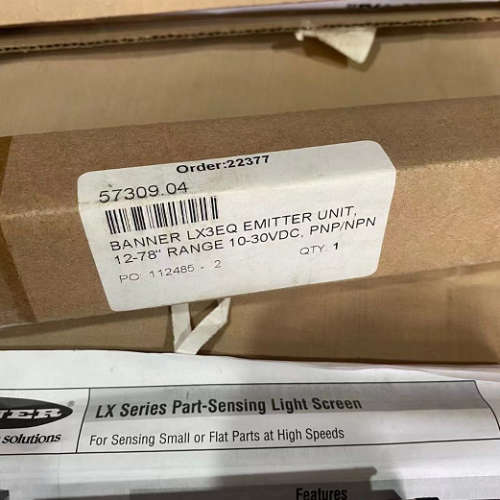 Order:22377
57309.04
BANNER LX3EQ EMITTER UNIT,
12-78" RANGE 10-30VDC, PNP/NPN
PO: 112485 - 2 QTY. 1
LX Series Part-Sensing Light Screen
solutions
For Sensing Small or Flat Parts at High Speeds
Features